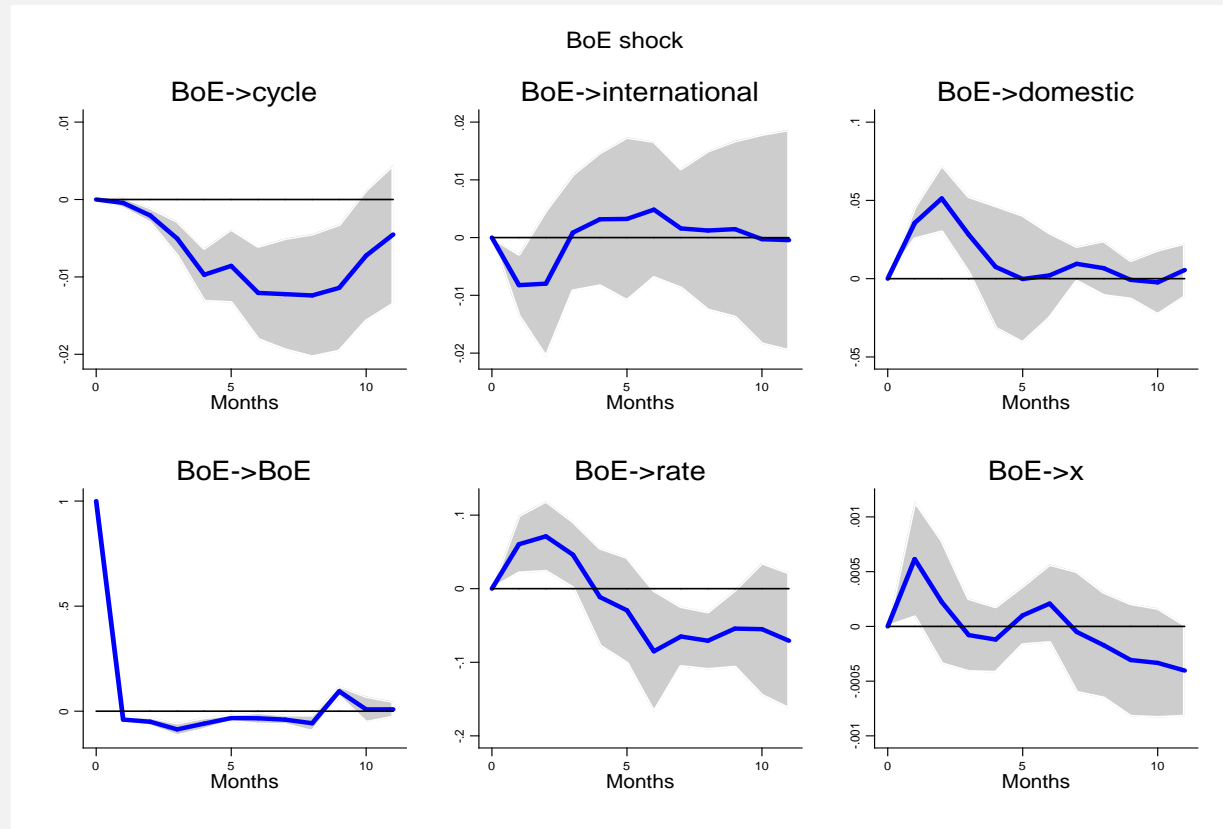 BoE shock
BoE->cycle
.01
0
-.01
-.02
0 5 10
Months
BoE->international
.02
.01
0
-.01
-.02
0 5 10
Months
BoE->domestic
.1
.05
0
-.05
0 5 10
Months
BoE->BoE
1
.5
0
0 5 10
Months
BoE->rate
.1
0
-.1
-.2
0 5 10
Months
BoE->x
.001
.0005
0
-.0005
-.001
0 5 10
Months